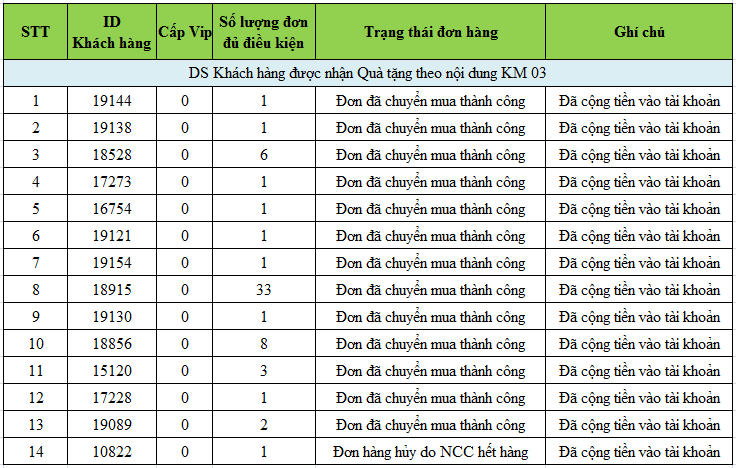 STT ID Khách hàng Cấp Vip Số lượng đơn đủ điều kiện Trạng thái đơn hàng Ghí chú
DS Khách hàng được nhận Quà tặng theo nội dung KM 03
1 19144 0 1 Đơn đã chuyển mua thành công Đã cộng tiền vào tài khoản
2 19138 0 1 Đơn đã chuyển mua thành công Đã cộng tiền vào tài khoản
3 18528 0 6 Đơn đã chuyển mua thành công Đã cộng tiền vào tài khoản
4 17273 0 1 Đơn đã chuyển mua thành công Đã cộng tiền vào tài khoản
5 16754 0 1 Đơn đã chuyển mua thành công Đã cộng tiền vào tài khoản
6 19121 0 1 Đơn đã chuyển mua thành công Đã cộng tiền vào tài khoản
7 19154 0 1 Đơn đã chuyển mua thành công Đã cộng tiền vào tài khoản
8 18915 0 33 Đơn đã chuyển mua thành công Đã cộng tiền vào tài khoản
9 19130 0 1 Đơn đã chuyển mua thành công Đã cộng tiền vào tài khoản
10 18856 0 8 Đơn đã chuyển mua thành công Đã cộng tiền vào tài khoản
11 15120 0 3 Đơn đã chuyển mua thành công Đã cộng tiền vào tài khoản
12 17228 0 1 Đơn đã chuyển mua thành công Đã cộng tiền vào tài khoản
13 19089 0 2 Đơn đã chuyển mua thành công Đã cộng tiền vào tài khoản
14 10822 0 1 Đơn hàng hủy do NCC hết hàng Đã cộng tiền vào tài khoản